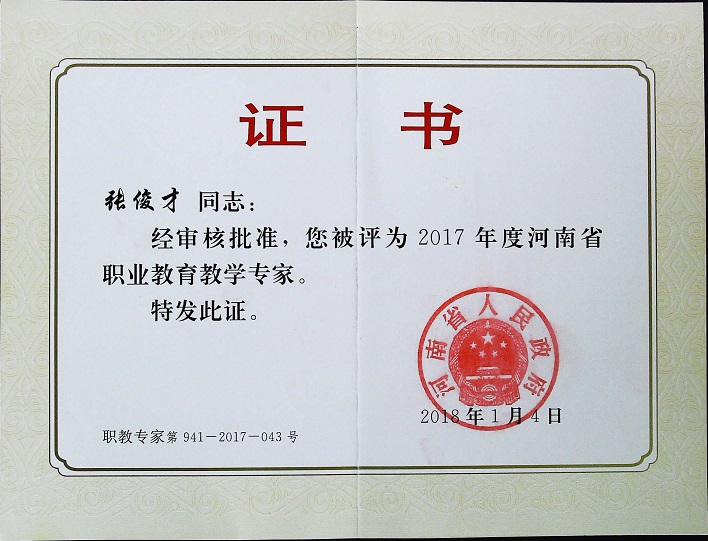 证 书
张俊才 同志：
经审核批准，您被评为 2017 年度河南省
职业教育教学专家。
特发此证。
河南省人民政府
2018 年 1 月 4 日
职教专家第 941－2017－043 号